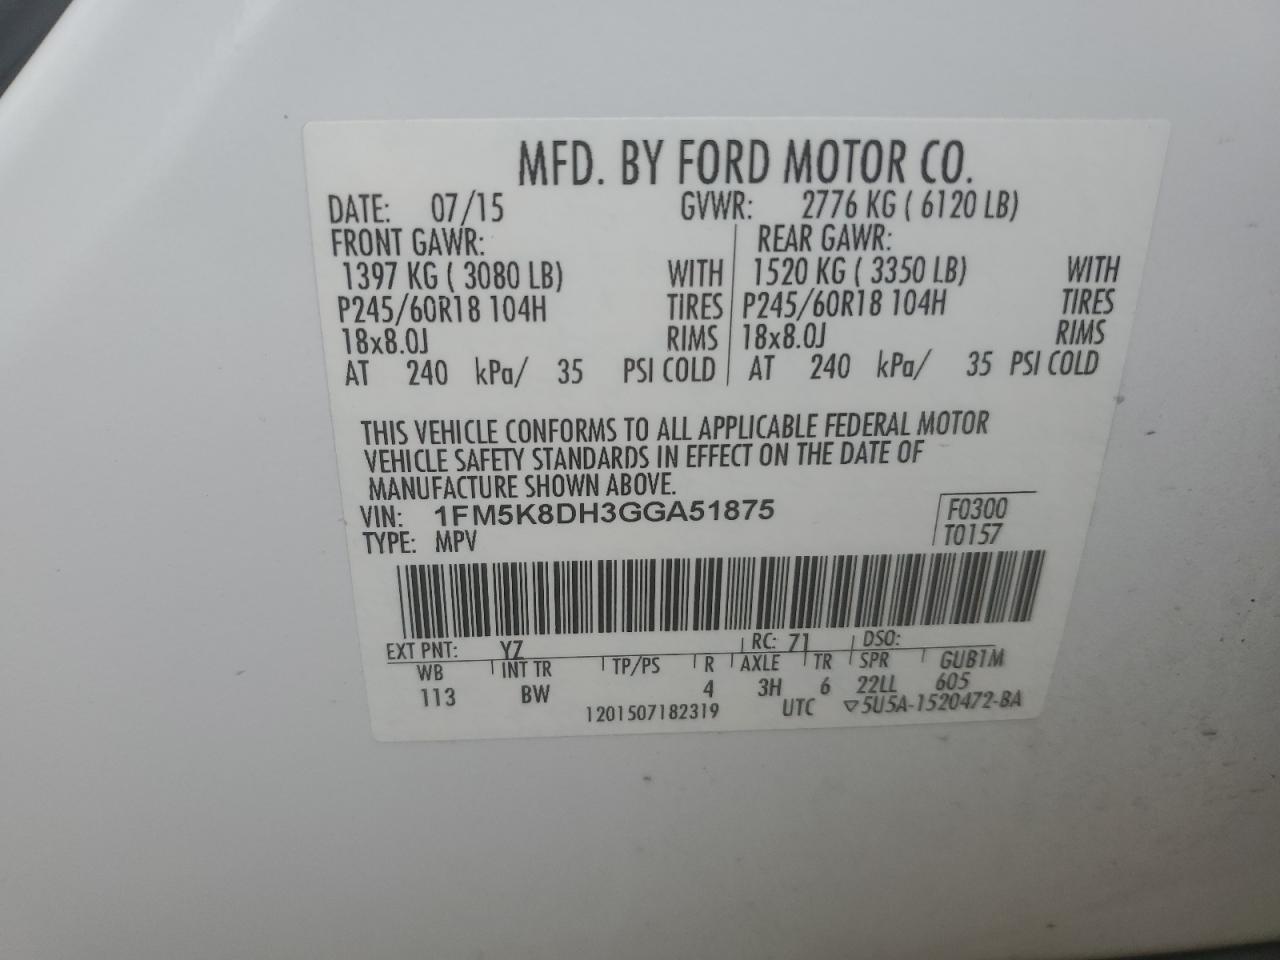 MFD. BY FORD MOTOR CO.
DATE: 07/15 GVWR: 2776 KG ( 6120 LB)
FRONT GAWR: REAR GAWR:
1397 KG ( 3080 LB) WITH 1520 KG ( 3350 LB) WITH
P245/60R18 104H TIRES P245/60R18 104H TIRES
18x8.0J RIMS 18x8.0J RIMS
AT 240 kPa/ 35 PSI COLD AT 240 kPa/ 35 PSI COLD
THIS VEHICLE CONFORMS TO ALL APPLICABLE FEDERAL MOTOR
VEHICLE SAFETY STANDARDS IN EFFECT ON THE DATE OF
MANUFACTURE SHOWN ABOVE.
VIN: 1FM5K8DH3GGA51875 F0300
TYPE: MPV T0157
EXT PNT: YZ RC: 71 DSO:
WB INT TR TP/PS R AXLE TR SPR GUB1M
113 BW 4 3H 6 22LL 605
1201507182319 UTC ▽5U5A-1520472-BA